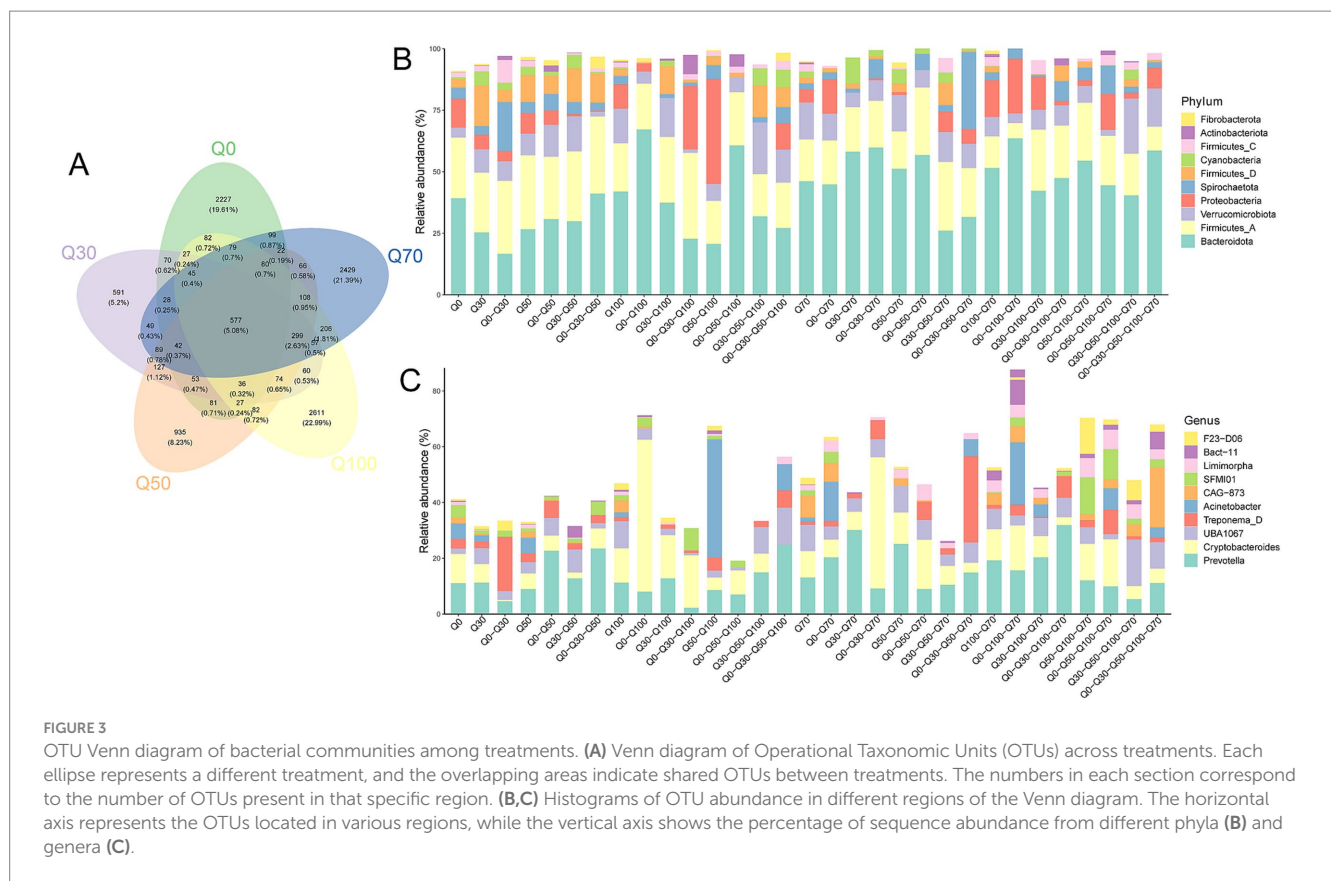 A
Q0
Q30
Q70
Q50
Q100
2227
(19.61%)
82
(0.72%)
79
(0.7%)
99
(0.87%)
22
(0.19%)
27
(0.24%)
70
(0.62%)
45
(0.4%)
80
(0.7%)
66
(0.58%)
2429
(21.39%)
591
(5.2%)
28
(0.25%)
108
(0.95%)
577
(5.08%)
49
(0.43%)
206
(1.81%)
57
(0.5%)
299
(2.63%)
89
(0.78%)
42
(0.37%)
127
(1.12%)
60
(0.53%)
53
(0.47%)
36
(0.32%)
74
(0.65%)
81
(0.71%)
27
(0.24%)
82
(0.72%)
2611
(22.99%)
935
(8.23%)
B
Relative abundance (%)
100
75
50
25
0
Q0
Q30
Q0-Q30
Q50
Q0-Q50
Q30-Q50
Q0-Q30-Q50
Q100
Q0-Q100
Q30-Q100
Q0-Q30-Q100
Q50-Q100
Q0-Q50-Q100
Q30-Q50-Q100
Q0-Q30-Q50-Q100
Q70
Q0-Q70
Q30-Q70
Q0-Q30-Q70
Q50-Q70
Q0-Q50-Q70
Q30-Q50-Q70
Q0-Q30-Q50-Q70
Q100-Q70
Q0-Q100-Q70
Q30-Q100-Q70
Q0-Q30-Q100-Q70
Q50-Q100-Q70
Q0-Q50-Q100-Q70
Q30-Q50-Q100-Q70
Q0-Q30-Q50-Q100-Q70
Phylum
Fibrobacterota
Actinobacteriota
Firmicutes_C
Cyanobacteria
Firmicutes_D
Spirochaetota
Proteobacteria
Verrucomicrobiota
Firmicutes_A
Bacteroidota
C
Relative abundance (%)
80
60
40
20
0
Q0
Q30
Q0-Q30
Q50
Q0-Q50
Q30-Q50
Q0-Q30-Q50
Q100
Q0-Q100
Q30-Q100
Q0-Q30-Q100
Q50-Q100
Q0-Q50-Q100
Q30-Q50-Q100
Q0-Q30-Q50-Q100
Q70
Q0-Q70
Q30-Q70
Q0-Q30-Q70
Q50-Q70
Q0-Q50-Q70
Q30-Q50-Q70
Q0-Q30-Q50-Q70
Q100-Q70
Q0-Q100-Q70
Q30-Q100-Q70
Q0-Q30-Q100-Q70
Q50-Q100-Q70
Q0-Q50-Q100-Q70
Q30-Q50-Q100-Q70
Q0-Q30-Q50-Q100-Q70
Genus
F23-D06
Bact-11
Limimorpha
SFMI01
CAG-873
Acinetobacter
Treponema_D
UBA1067
Cryptobacteroides
Prevotella
FIGURE 3
OTU Venn diagram of bacterial communities among treatments. (A) Venn diagram of Operational Taxonomic Units (OTUs) across treatments. Each
ellipse represents a different treatment, and the overlapping areas indicate shared OTUs between treatments. The numbers in each section correspond
to the number of OTUs present in that specific region. (B,C) Histograms of OTU abundance in different regions of the Venn diagram. The horizontal
axis represents the OTUs located in various regions, while the vertical axis shows the percentage of sequence abundance from different phyla (B) and
genera (C).